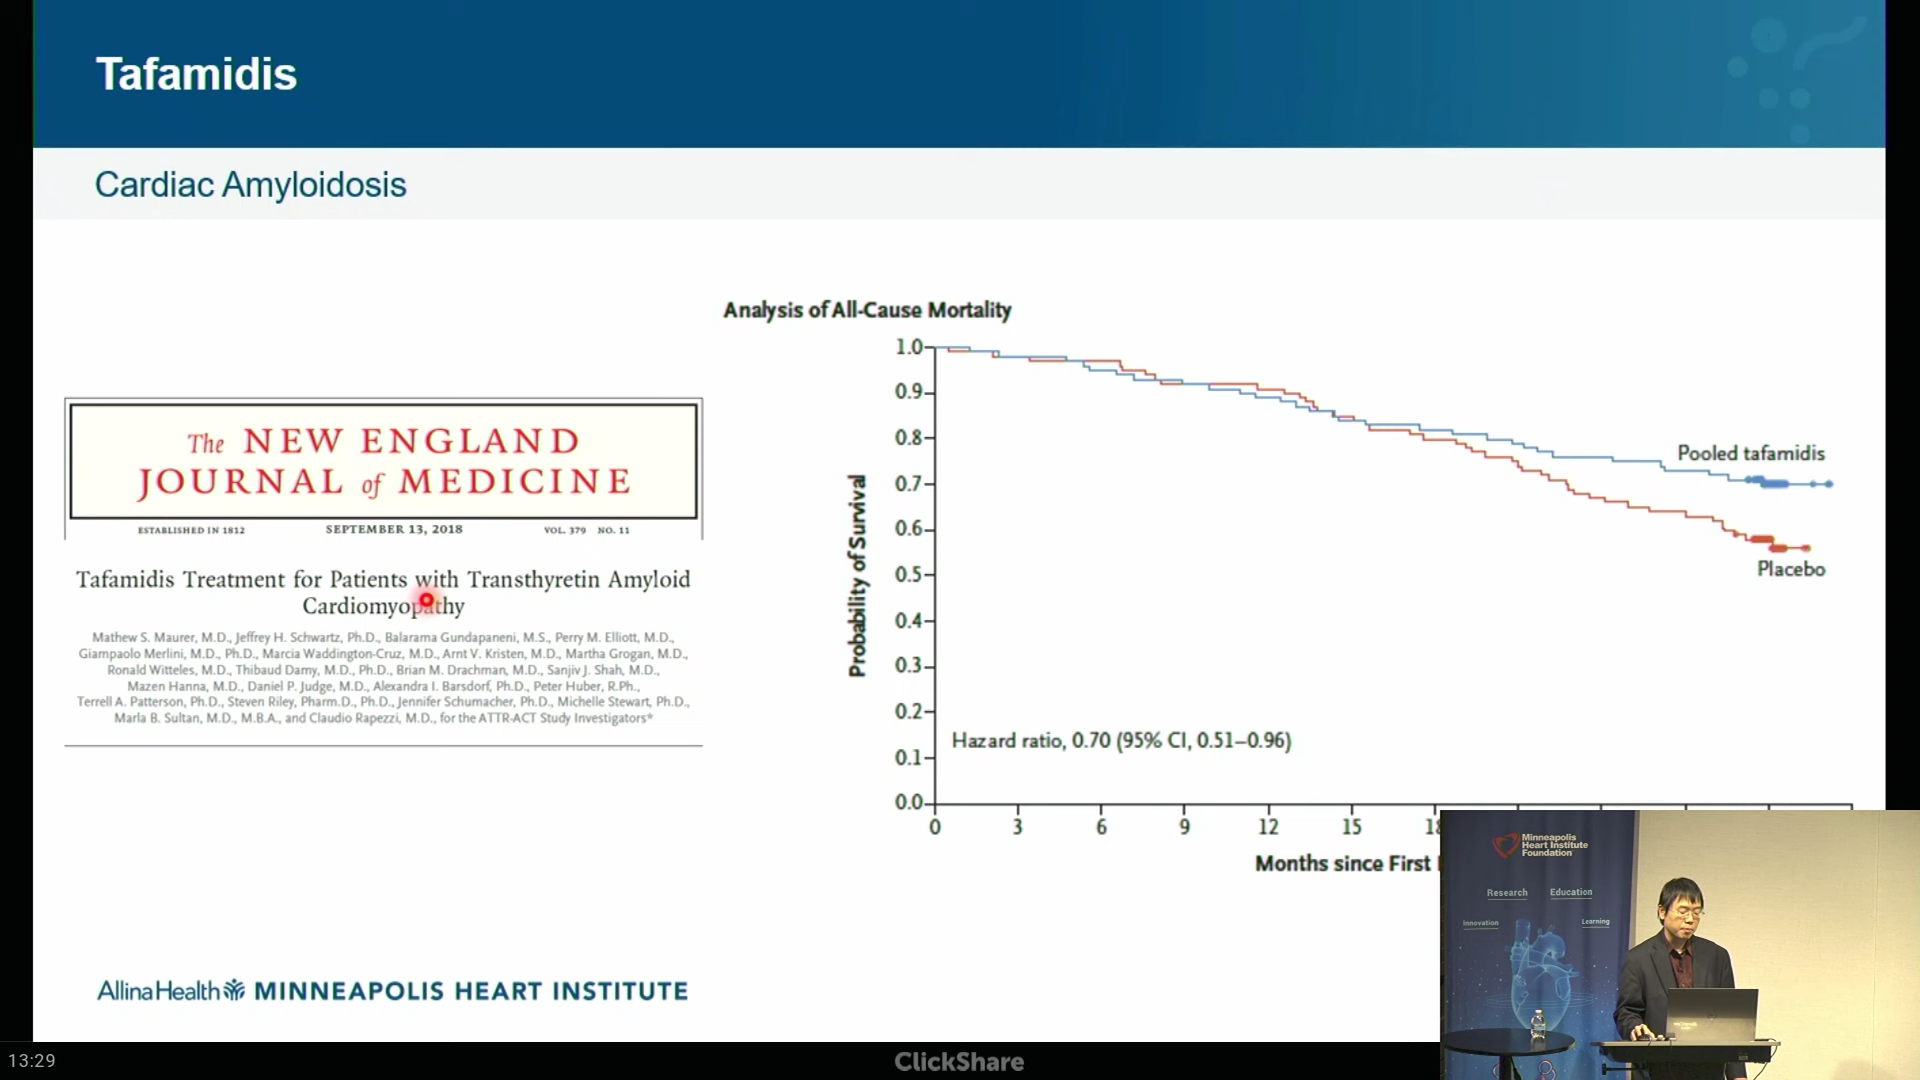 Tafamidis
Cardiac Amyloidosis
The NEW ENGLAND
JOURNAL of MEDICINE
ESTABLISHED IN 1812 SEPTEMBER 13, 2018 VOL. 379 NO. 11
Tafamidis Treatment for Patients with Transthyretin Amyloid
Cardiomyopathy
Mathew S. Maurer, M.D., Jeffrey H. Schwartz, Ph.D., Balarama Gundapaneni, M.S., Perry M. Elliott, M.D.,
Giampaolo Merlini, M.D., Ph.D., Marcia Waddington-Cruz, M.D., Arnt V. Kristen, M.D., Martha Grogan, M.D.,
Ronald Witteles, M.D., Thibaud Damy, M.D., Ph.D., Brian M. Drachman, M.D., Sanjiv J. Shah, M.D.,
Mazen Hanna, M.D., Daniel P. Judge, M.D., Alexandra I. Barsdorf, Ph.D., Peter Huber, R.Ph.,
Terrell A. Patterson, Ph.D., Steven Riley, Pharm.D., Ph.D., Jennifer Schumacher, Ph.D., Michelle Stewart, Ph.D.,
Marla B. Sultan, M.D., M.B.A., and Claudio Rapezzi, M.D., for the ATTR-ACT Study Investigators*
Analysis of All-Cause Mortality
Probability of Survival
1.0
0.9
0.8
0.7
0.6
0.5
0.4
0.3
0.2
0.1
0.0
Pooled tafamidis
Placebo
Hazard ratio, 0.70 (95% CI, 0.51–0.96)
0 3 6 9 12 15
Months since First
AllinaHealth MINNEAPOLIS HEART INSTITUTE
Minneapolis
Heart Institute
Foundation
Research Education
Innovation Learning
13:29
ClickShare